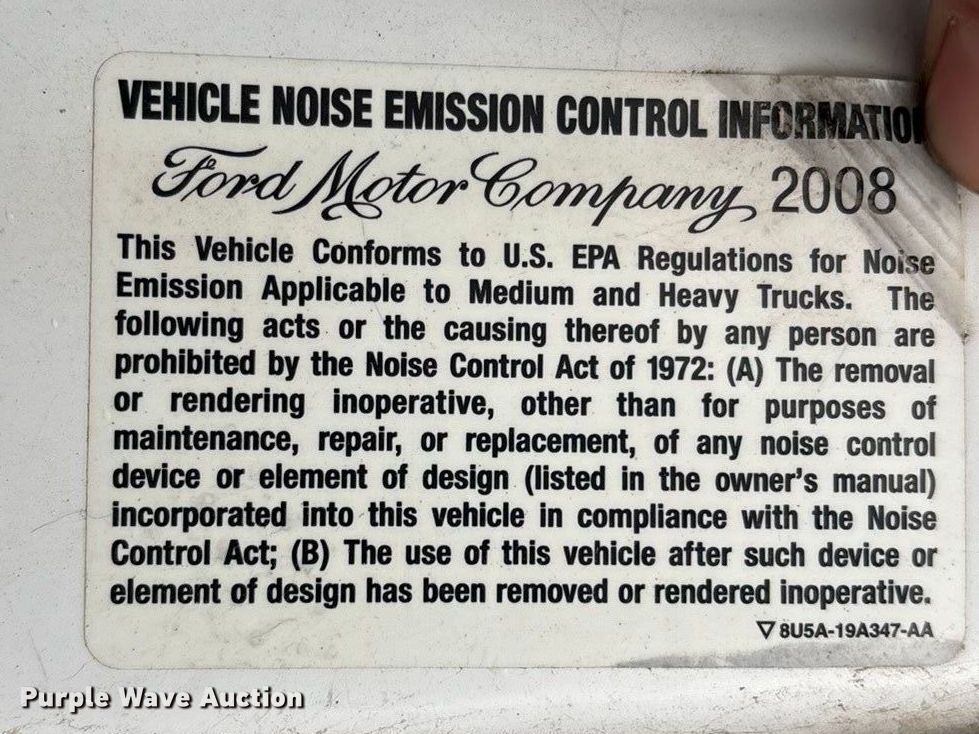 VEHICLE NOISE EMISSION CONTROL INFORMATION
Ford Motor Company 2008
This Vehicle Conforms to U.S. EPA Regulations for Noise
Emission Applicable to Medium and Heavy Trucks. The
following acts or the causing thereof by any person are
prohibited by the Noise Control Act of 1972: (A) The removal
or rendering inoperative, other than for purposes of
maintenance, repair, or replacement, of any noise control
device or element of design (listed in the owner's manual)
incorporated into this vehicle in compliance with the Noise
Control Act; (B) The use of this vehicle after such device or
element of design has been removed or rendered inoperative.
▽ 8U5A-19A347-AA
Purple Wave Auction